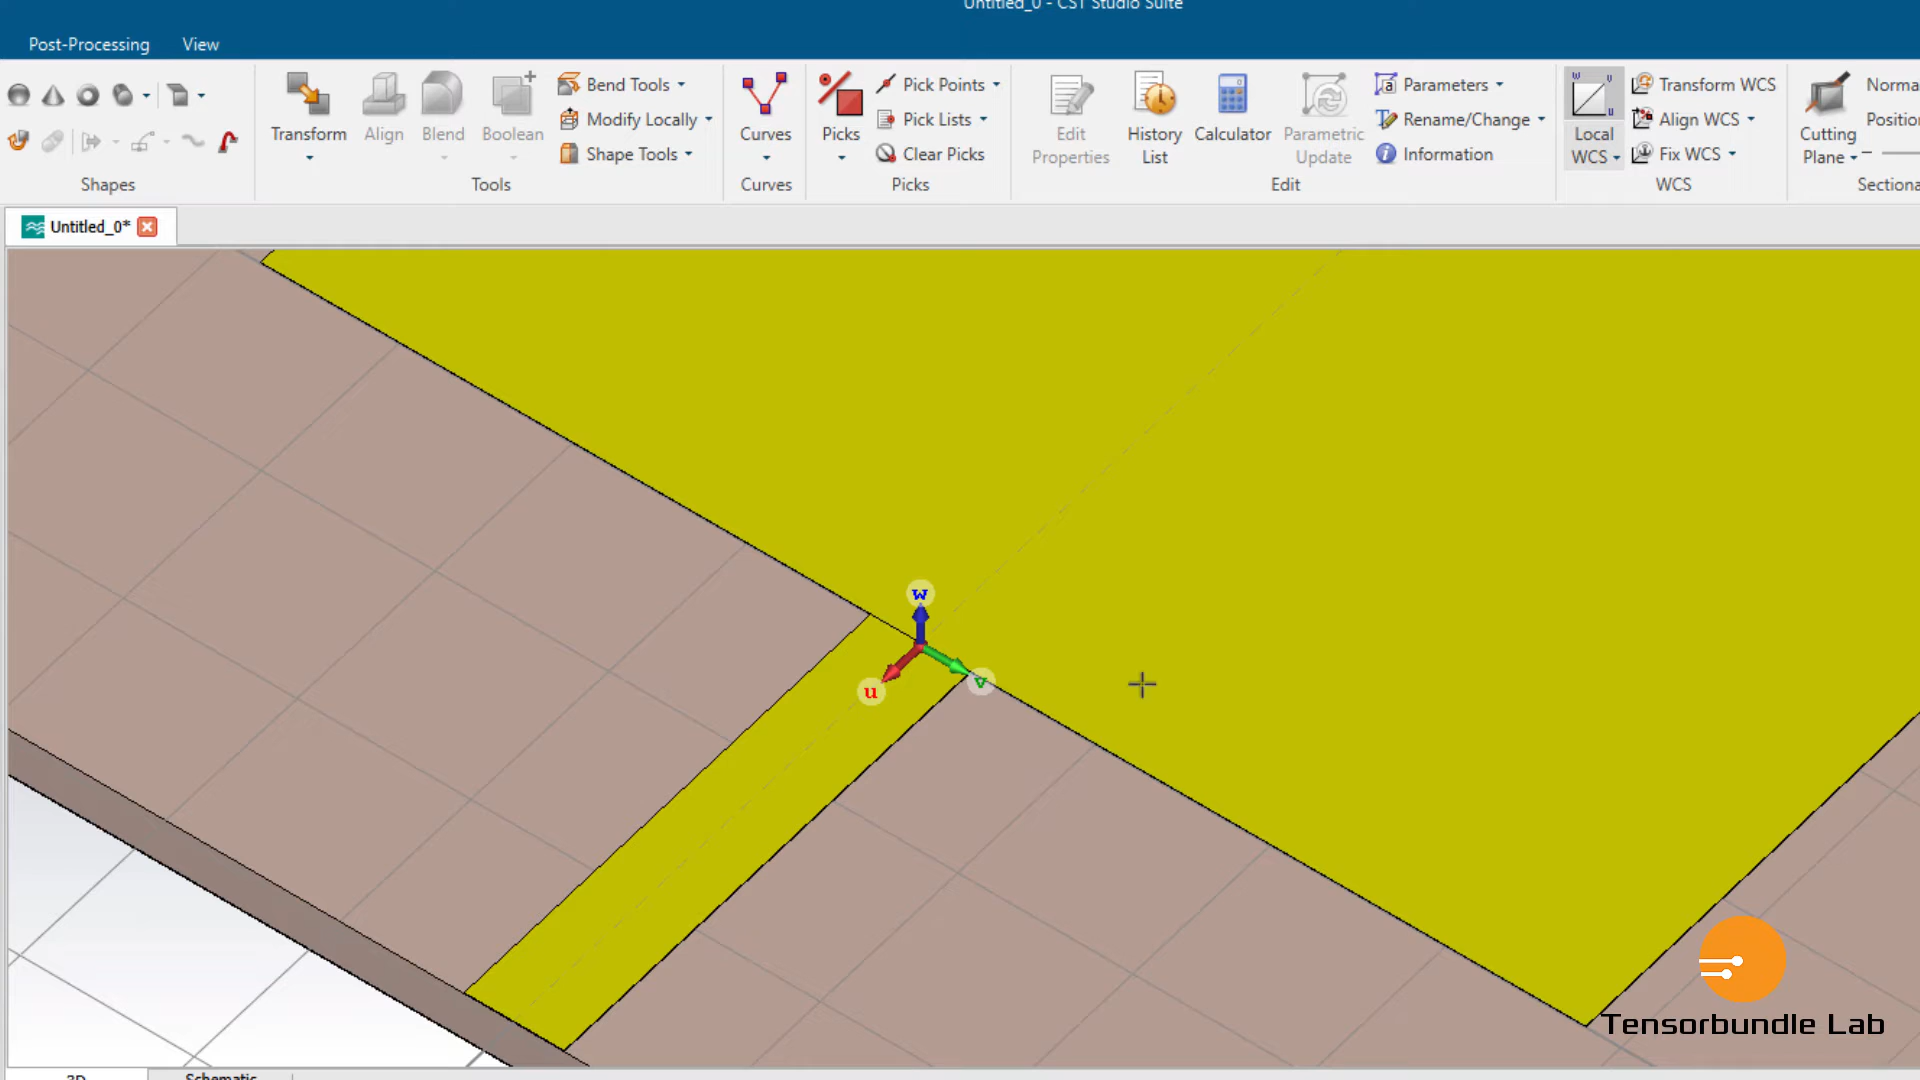 Untitled_0 - CST Studio Suite
Post-Processing View
Bend Tools
Modify Locally
Shape Tools
Transform
Align
Blend
Boolean
Curves
Picks
Pick Points
Pick Lists
Clear Picks
Edit
Properties
History
List
Calculator
Parametric
Update
Parameters
Rename/Change
Information
Local
WCS
Transform WCS
Align WCS
Fix WCS
Cutting
Plane
Norma
Positio
Shapes
Tools
Curves
Picks
Edit
WCS
Sectiona
Untitled_0*
w
u
v
Tensorbundle Lab
3D
Schematic